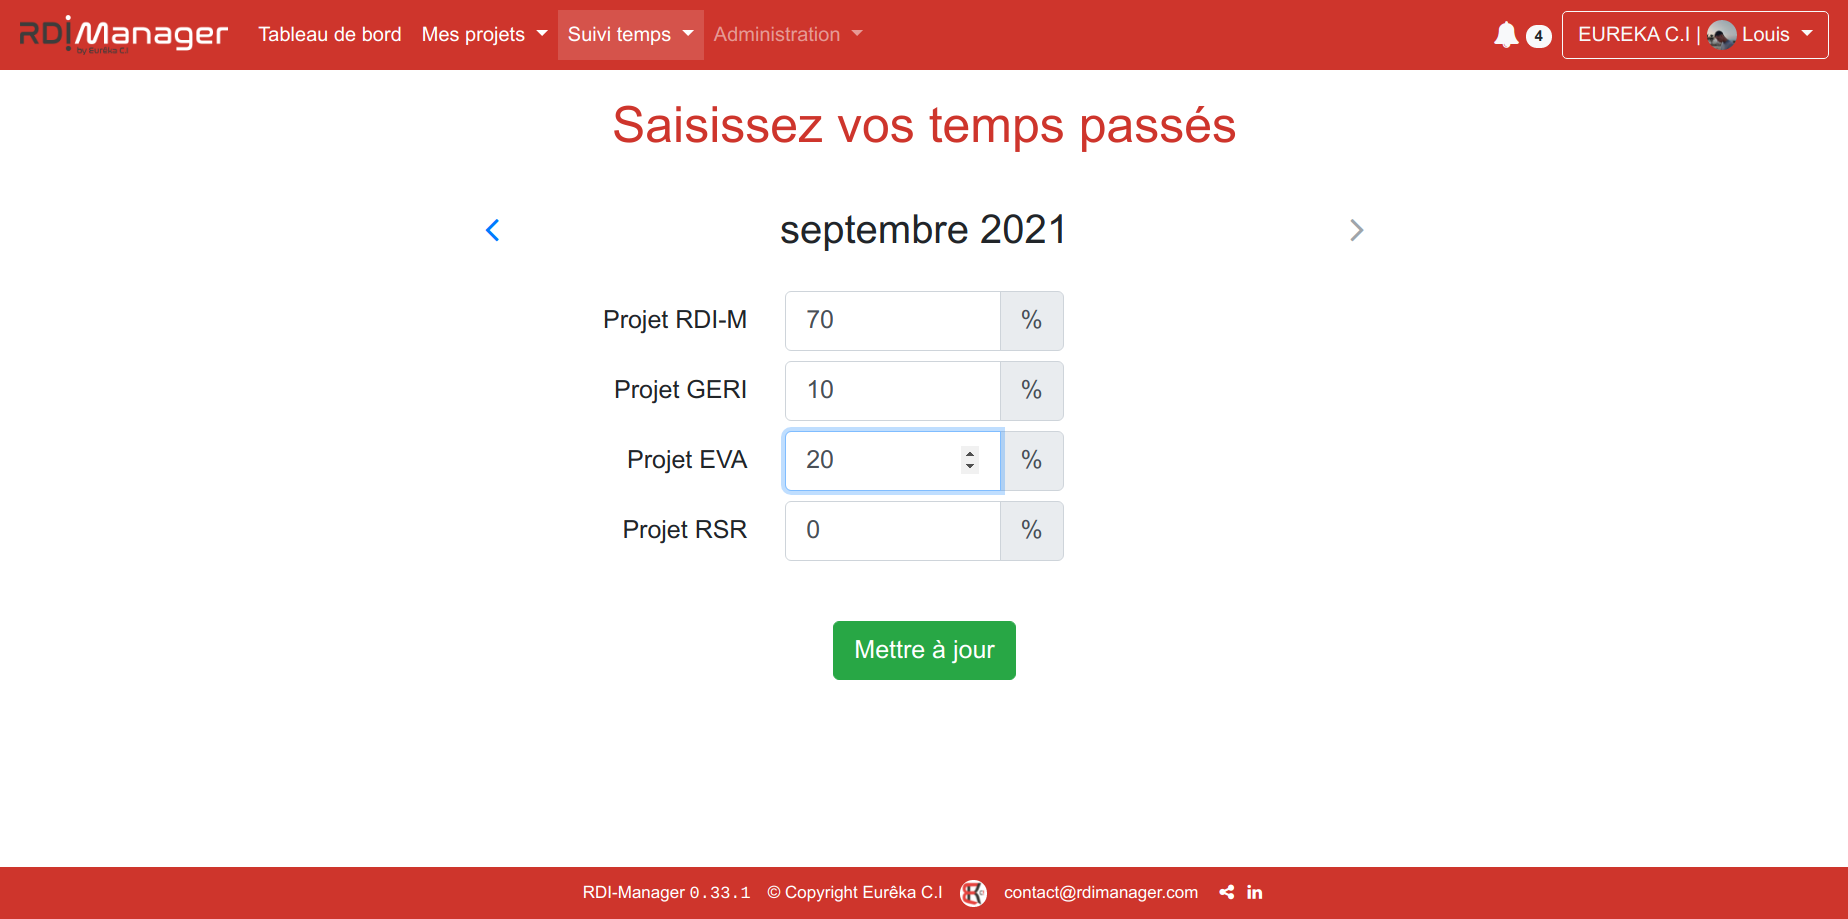 RDI Manager by Eurêka C.I Tableau de bord Mes projets Suivi temps Administration 4 EUREKA C.I | Louis
Saisissez vos temps passés
septembre 2021
Projet RDI-M 70 %
Projet GERI 10 %
Projet EVA 20 %
Projet RSR 0 %
Mettre à jour
RDI-Manager 0.33.1 © Copyright Eurêka C.I contact@rdimanager.com in